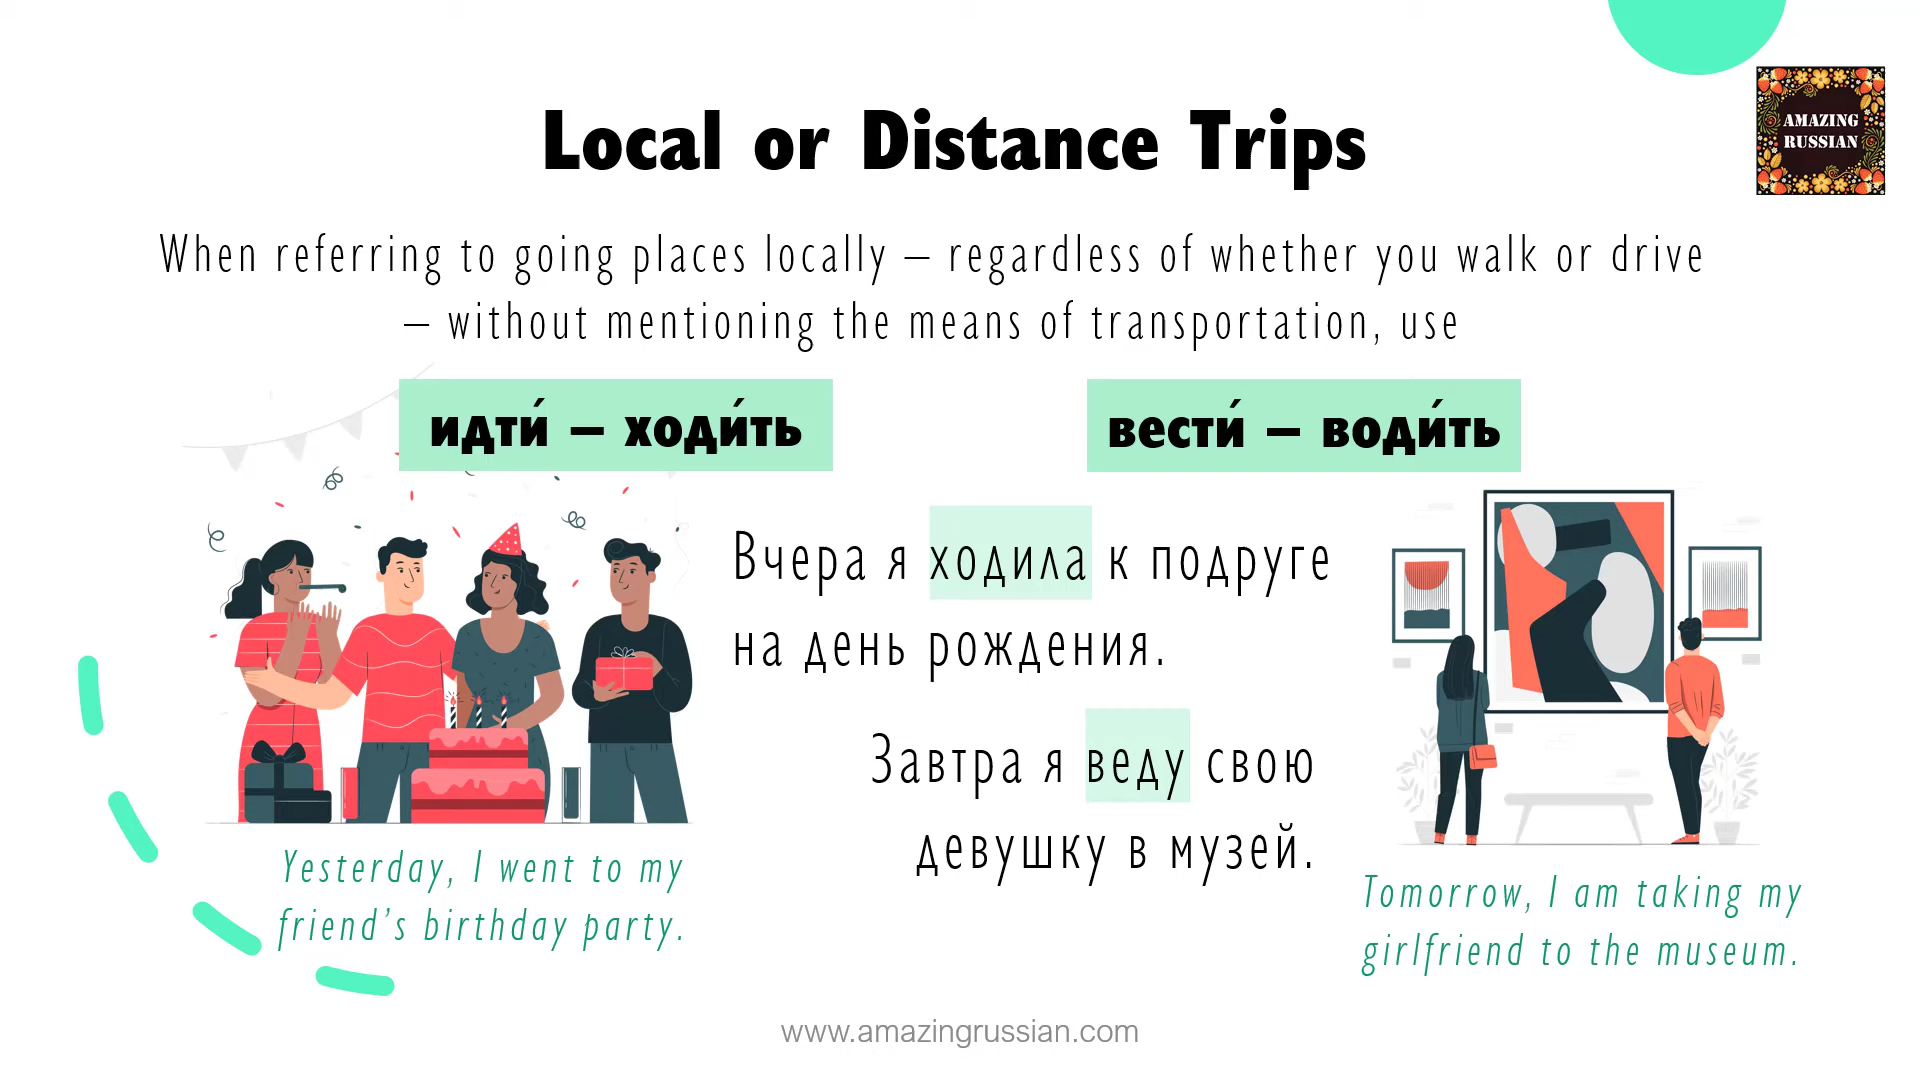 Local or Distance Trips
AMAZING
RUSSIAN
When referring to going places locally – regardless of whether you walk or drive
– without mentioning the means of transportation, use
идти́ – ходи́ть
вести́ – води́ть
Вчера я ходила к подруге
на день рождения.
Завтра я веду свою
девушку в музей.
Yesterday, I went to my
friend’s birthday party.
Tomorrow, I am taking my
girlfriend to the museum.
www.amazingrussian.com